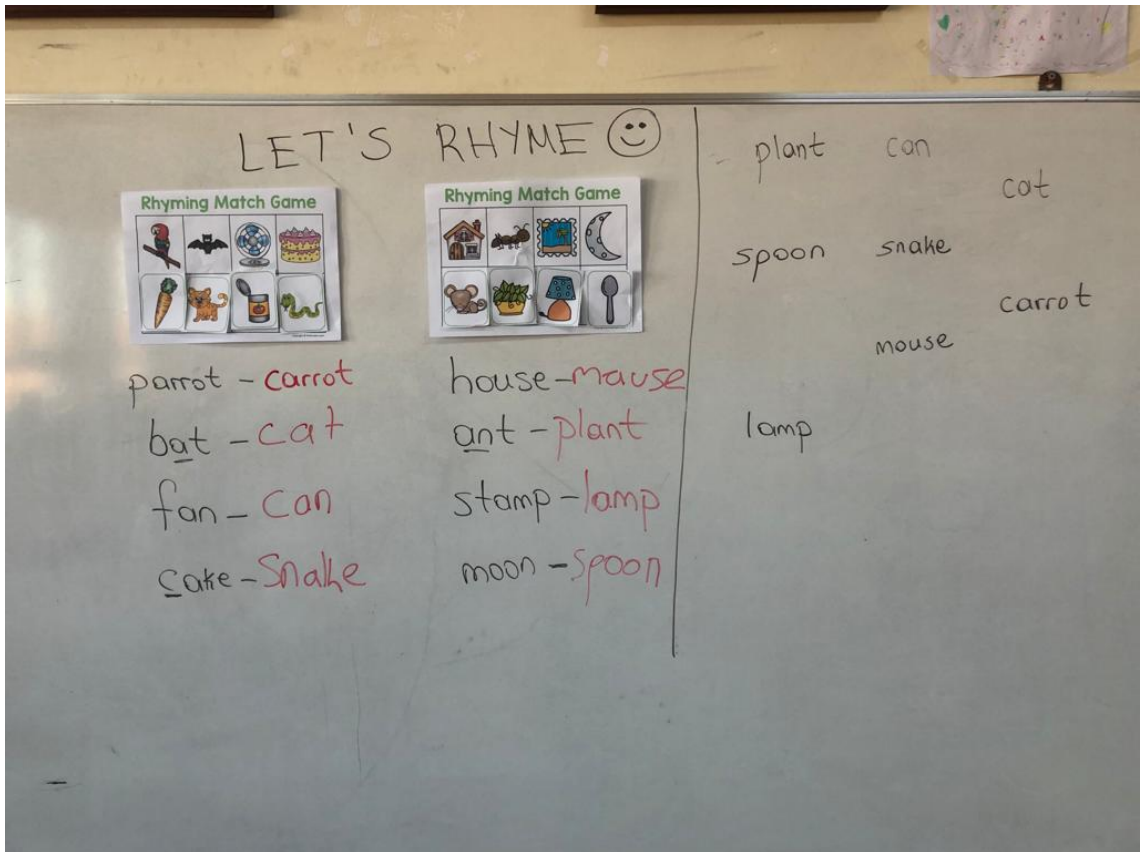 LET'S RHYME
Rhyming Match Game
Rhyming Match Game
parrot - carrot
bat - cat
fan - can
cake - Snake
house - mause
ant - plant
stamp - lamp
moon - spoon
plant can
cat
spoon snake
carrot
mouse
lamp